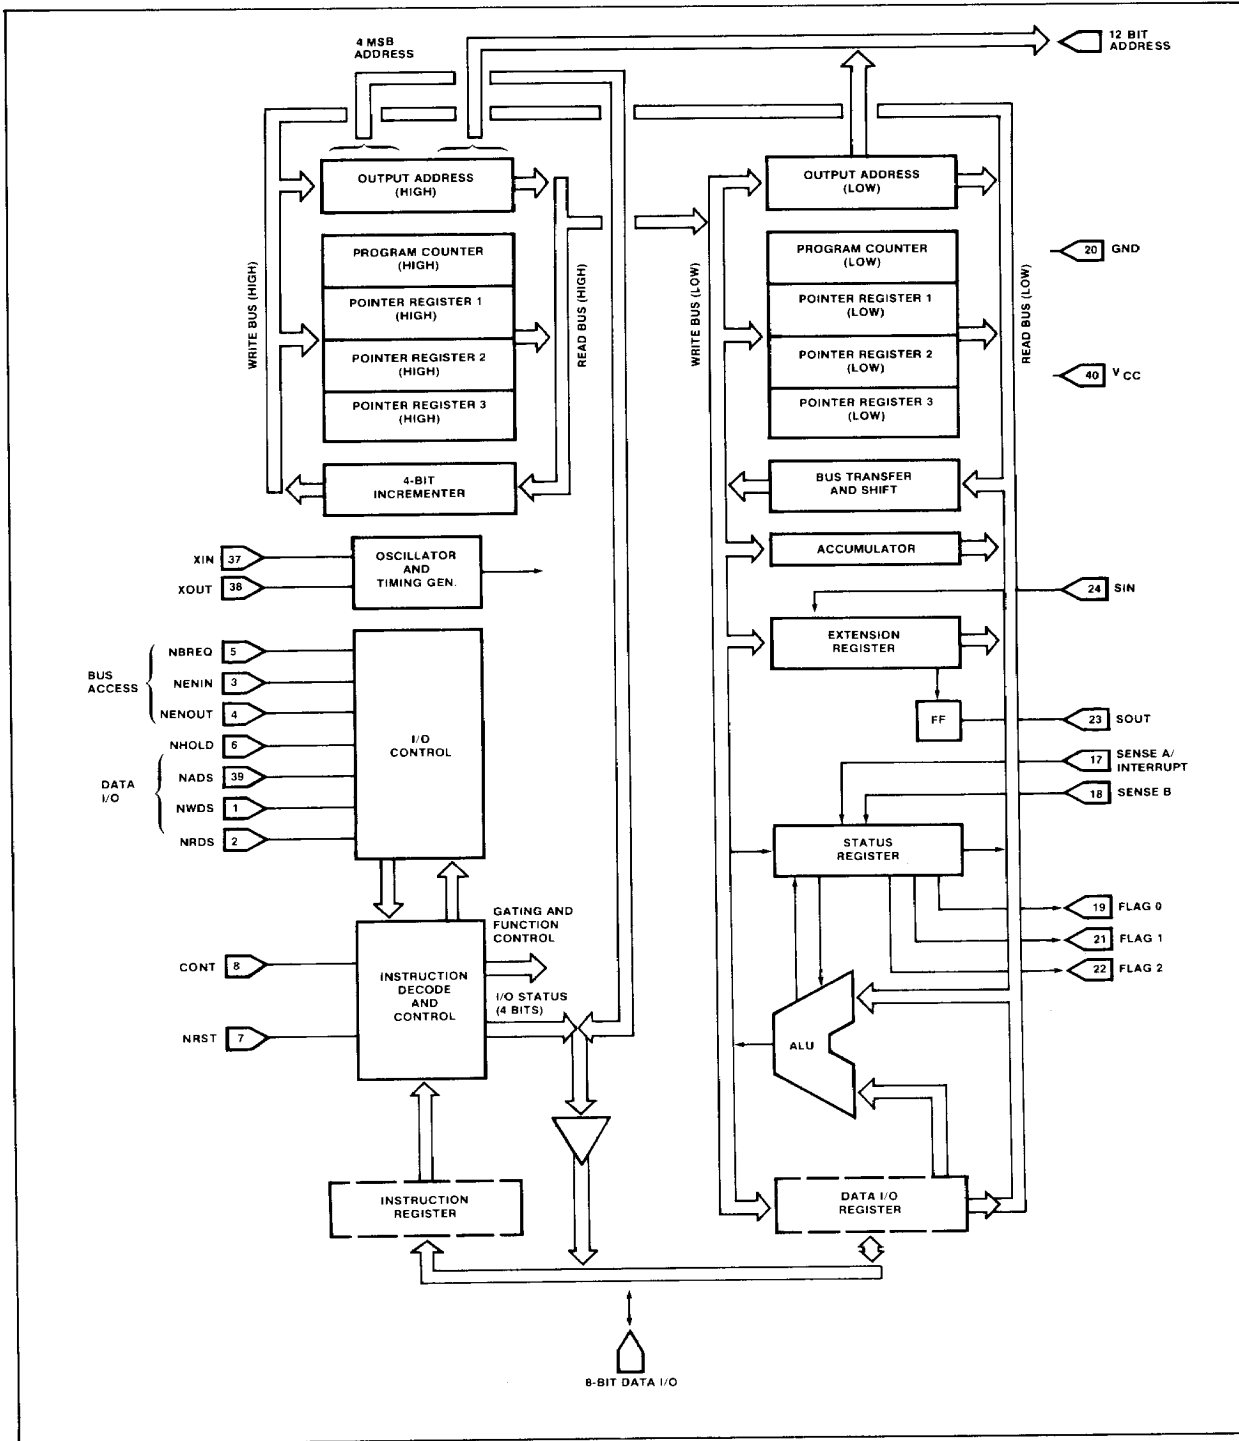 4 MSB
ADDRESS
12 BIT
ADDRESS
OUTPUT ADDRESS
(HIGH)
OUTPUT ADDRESS
(LOW)
WRITE BUS (HIGH)
PROGRAM COUNTER
(HIGH)
POINTER REGISTER 1
(HIGH)
POINTER REGISTER 2
(HIGH)
POINTER REGISTER 3
(HIGH)
READ BUS (HIGH)
WRITE BUS (LOW)
PROGRAM COUNTER
(LOW)
POINTER REGISTER 1
(LOW)
POINTER REGISTER 2
(LOW)
POINTER REGISTER 3
(LOW)
READ BUS (LOW)
20 GND
40 VCC
4-BIT
INCREMENTER
BUS TRANSFER
AND SHIFT
ACCUMULATOR
XIN 37
XOUT 38
OSCILLATOR
AND
TIMING GEN.
24 SIN
EXTENSION
REGISTER
FF
23 SOUT
BUS
ACCESS
NBREQ 5
NENIN 3
NENOUT 4
DATA
I/O
NHOLD 6
NADS 39
NWDS 1
NRDS 2
I/O
CONTROL
17 SENSE A/
INTERRUPT
18 SENSE B
STATUS
REGISTER
19 FLAG 0
21 FLAG 1
22 FLAG 2
GATING AND
FUNCTION
CONTROL
CONT 8
NRST 7
INSTRUCTION
DECODE
AND
CONTROL
I/O STATUS
(4 BITS)
ALU
INSTRUCTION
REGISTER
DATA I/O
REGISTER
8-BIT DATA I/O